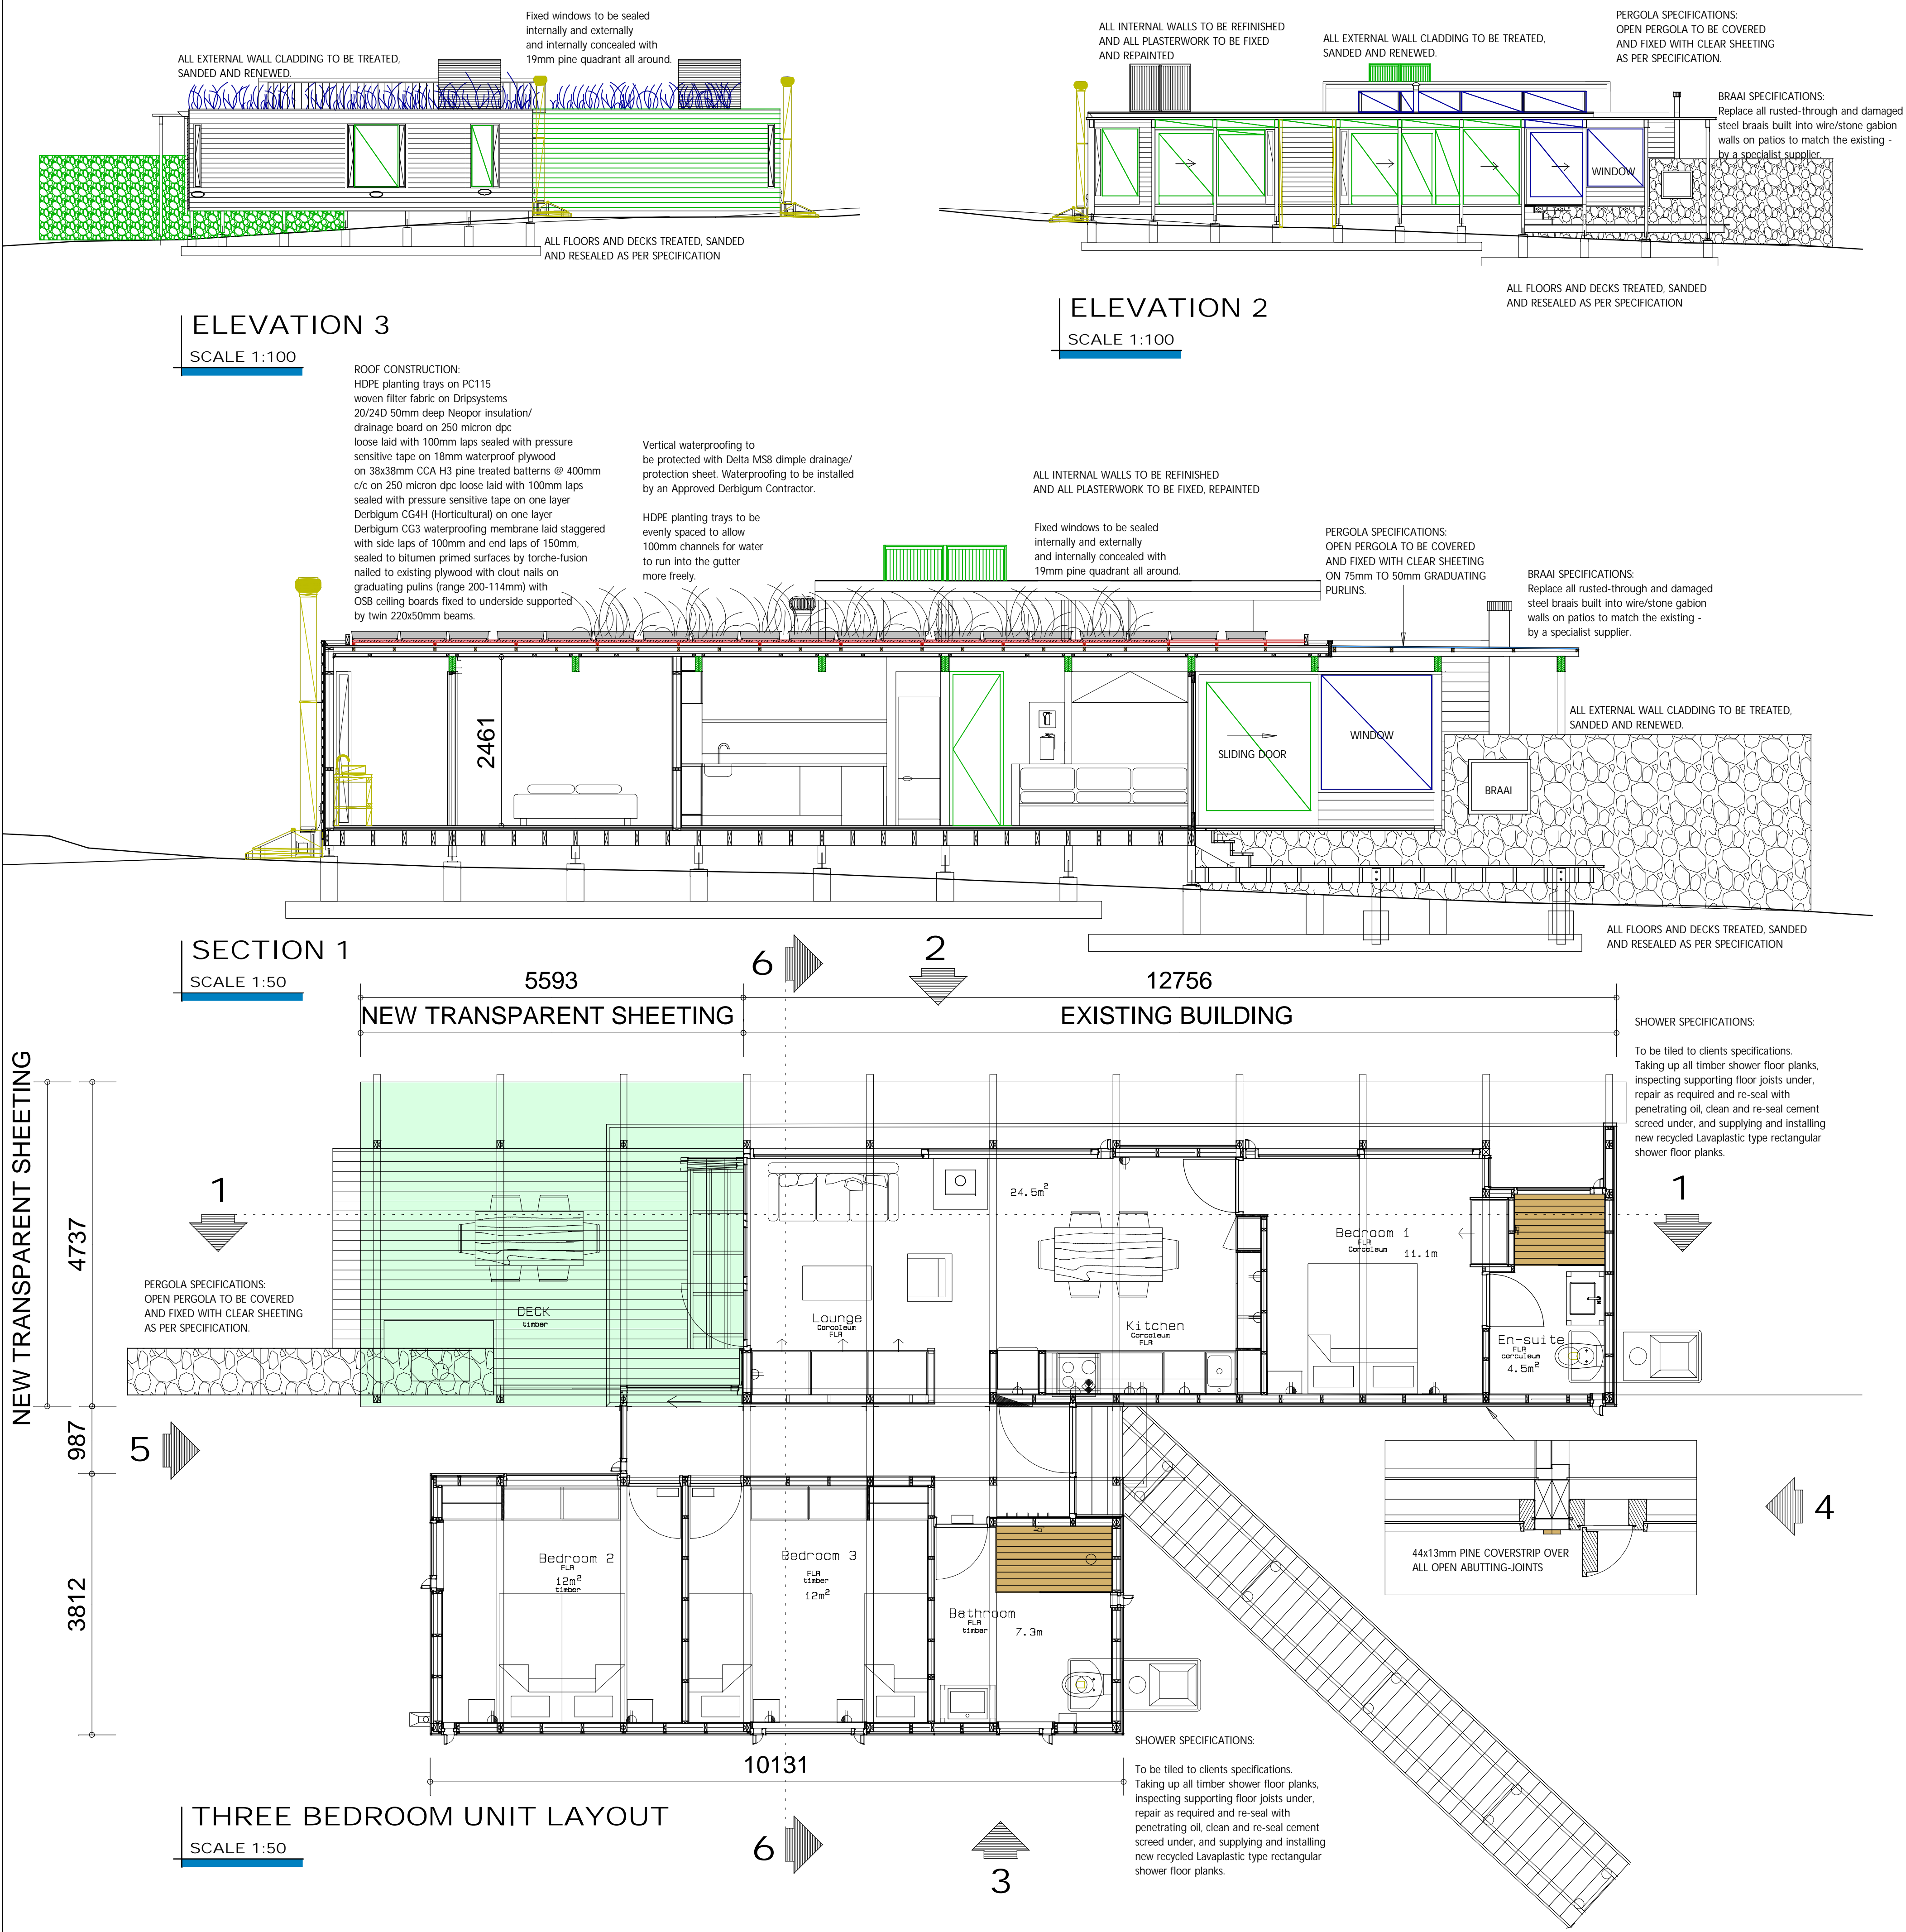 Fixed windows to be sealed
internally and externally
and internally concealed with
19mm pine quadrant all around.
ALL EXTERNAL WALL CLADDING TO BE TREATED,
SANDED AND RENEWED.
ALL FLOORS AND DECKS TREATED, SANDED
AND RESEALED AS PER SPECIFICATION
ELEVATION 3
SCALE 1:100
ALL INTERNAL WALLS TO BE REFINISHED
AND ALL PLASTERWORK TO BE FIXED
AND REPAINTED
ALL EXTERNAL WALL CLADDING TO BE TREATED,
SANDED AND RENEWED.
PERGOLA SPECIFICATIONS:
OPEN PERGOLA TO BE COVERED
AND FIXED WITH CLEAR SHEETING
AS PER SPECIFICATION.
BRAAI SPECIFICATIONS:
Replace all rusted-through and damaged
steel braais built into wire/stone gabion
walls on patios to match the existing -
by a specialist supplier.
WINDOW
ALL FLOORS AND DECKS TREATED, SANDED
AND RESEALED AS PER SPECIFICATION
ELEVATION 2
SCALE 1:100
ROOF CONSTRUCTION:
HDPE planting trays on PC115
woven filter fabric on Dripsystems
20/24D 50mm deep Neopor insulation/
drainage board on 250 micron dpc
loose laid with 100mm laps sealed with pressure
sensitive tape on 18mm waterproof plywood
on 38x38mm CCA H3 pine treated batterns @ 400mm
c/c on 250 micron dpc loose laid with 100mm laps
sealed with pressure sensitive tape on one layer
Derbigum CG4H (Horticultural) on one layer
Derbigum CG3 waterproofing membrane laid staggered
with side laps of 100mm and end laps of 150mm,
sealed to bitumen primed surfaces by torche-fusion
nailed to existing plywood with clout nails on
graduating pulins (range 200-114mm) with
OSB ceiling boards fixed to underside supported
by twin 220x50mm beams.
Vertical waterproofing to
be protected with Delta MS8 dimple drainage/
protection sheet. Waterproofing to be installed
by an Approved Derbigum Contractor.
HDPE planting trays to be
evenly spaced to allow
100mm channels for water
to run into the gutter
more freely.
ALL INTERNAL WALLS TO BE REFINISHED
AND ALL PLASTERWORK TO BE FIXED, REPAINTED
Fixed windows to be sealed
internally and externally
and internally concealed with
19mm pine quadrant all around.
PERGOLA SPECIFICATIONS:
OPEN PERGOLA TO BE COVERED
AND FIXED WITH CLEAR SHEETING
ON 75mm TO 50mm GRADUATING
PURLINS.
BRAAI SPECIFICATIONS:
Replace all rusted-through and damaged
steel braais built into wire/stone gabion
walls on patios to match the existing -
by a specialist supplier.
ALL EXTERNAL WALL CLADDING TO BE TREATED,
SANDED AND RENEWED.
2461
SLIDING DOOR
WINDOW
BRAAI
ALL FLOORS AND DECKS TREATED, SANDED
AND RESEALED AS PER SPECIFICATION
SECTION 1
SCALE 1:50
6
2
5593
12756
NEW TRANSPARENT SHEETING
EXISTING BUILDING
SHOWER SPECIFICATIONS:
To be tiled to clients specifications.
Taking up all timber shower floor planks,
inspecting supporting floor joists under,
repair as required and re-seal with
penetrating oil, clean and re-seal cement
screed under, and supplying and installing
new recycled Lavaplastic type rectangular
shower floor planks.
NEW TRANSPARENT SHEETING
4737
987
3812
1
1
PERGOLA SPECIFICATIONS:
OPEN PERGOLA TO BE COVERED
AND FIXED WITH CLEAR SHEETING
AS PER SPECIFICATION.
DECK
timber
24.5m²
Lounge
Corcoleum
FLR
Kitchen
Corcoleum
FLR
Bedroom 1
FLR
Corcoleum
11.1m
En-suite
FLR
corculeum
4.5m²
5
4
44x13mm PINE COVERSTRIP OVER
ALL OPEN ABUTTING-JOINTS
Bedroom 2
FLR
12m²
timber
Bedroom 3
FLR
timber
12m²
Bathroom
FLR
timber
7.3m
10131
SHOWER SPECIFICATIONS:
To be tiled to clients specifications.
Taking up all timber shower floor planks,
inspecting supporting floor joists under,
repair as required and re-seal with
penetrating oil, clean and re-seal cement
screed under, and supplying and installing
new recycled Lavaplastic type rectangular
shower floor planks.
THREE BEDROOM UNIT LAYOUT
SCALE 1:50
6
3